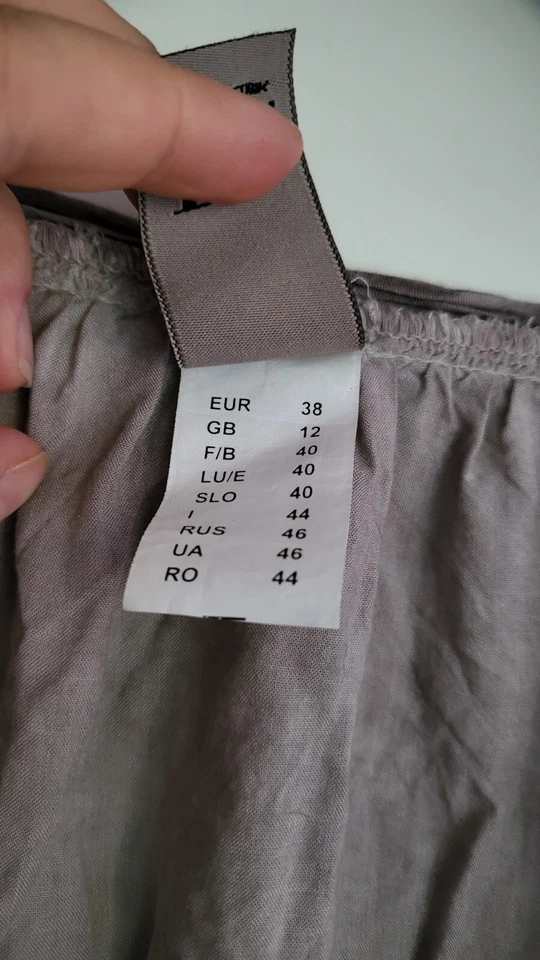 EUR 38
GB 12
F/B 40
LU/E 40
SLO 40
I 44
RUS 46
UA 46
RO 44